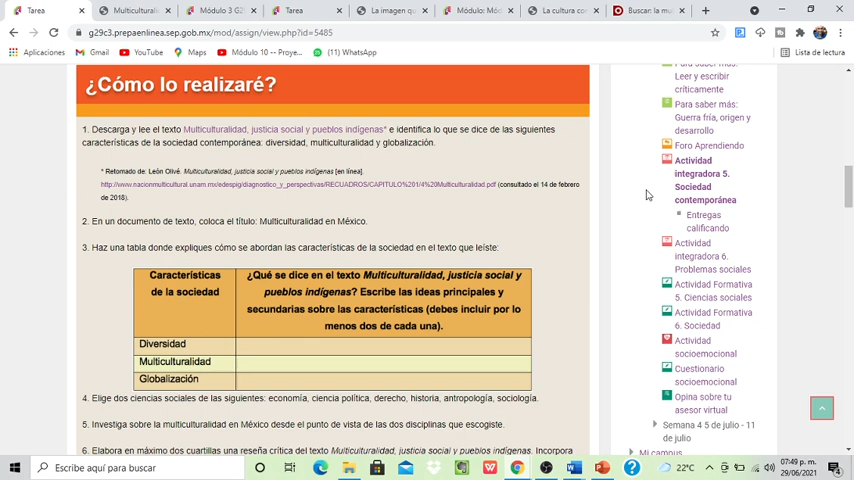 Tarea
Multiculturalid
Módulo 3 G29
Tarea
La imagen qu
Módulo: Mó
La cultura con
Buscar: la mu
g29c3.prepaenlinea.sep.gob.mx/mod/assign/view.php?id=5485
Aplicaciones
Gmail
YouTube
Maps
Módulo 10 -- Proye...
(11) WhatsApp
Lista de lectura
¿Cómo lo realizaré?
1. Descarga y lee el texto Multiculturalidad, justicia social y pueblos indígenas* e identifica lo que se dice de las siguientes
características de la sociedad contemporánea: diversidad, multiculturalidad y globalización.
* Retomado de: León Olivé. Multiculturalidad, justicia social y pueblos indígenas [en línea].
http://www.nacionmulticultural.unam.mx/edespig/diagnostico_y_perspectivas/RECUADROS/CAPITULO%201/4%20Multiculturalidad.pdf (consultado el 14 de febrero
de 2018).
2. En un documento de texto, coloca el título: Multiculturalidad en México.
3. Haz una tabla donde expliques cómo se abordan las características de la sociedad en el texto que leíste:
Características
de la sociedad
¿Qué se dice en el texto Multiculturalidad, justicia social y
pueblos indígenas? Escribe las ideas principales y
secundarias sobre las características (debes incluir por lo
menos dos de cada una).
Diversidad
Multiculturalidad
Globalización
4. Elige dos ciencias sociales de las siguientes: economía, ciencia política, derecho, historia, antropología, sociología.
5. Investiga sobre la multiculturalidad en México desde el punto de vista de las dos disciplinas que escogiste.
6. Elabora en máximo dos cuartillas una reseña crítica del texto Multiculturalidad, justicia social y pueblos indígenas. Incorpora
Para saber más:
Leer y escribir
críticamente
Para saber más:
Guerra fría, origen y
desarrollo
Foro Aprendiendo
Actividad
integradora 5.
Sociedad
contemporánea
Entregas
calificando
Actividad
integradora 6.
Problemas sociales
Actividad Formativa
5. Ciencias sociales
Actividad Formativa
6. Sociedad
Actividad
socioemocional
Cuestionario
socioemocional
Opina sobre tu
asesor virtual
Semana 4 5 de julio - 11
de julio
Mi campus
Escribe aquí para buscar
22°C
07:49 p. m.
29/06/2021
4